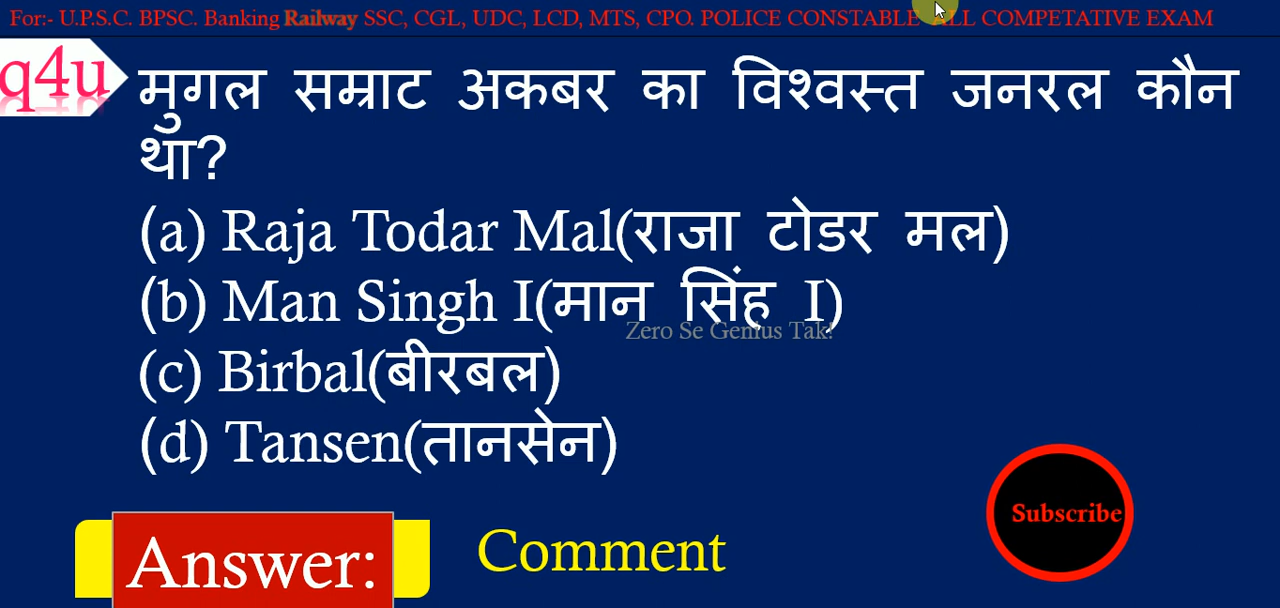 For:- U.P.S.C. BPSC. Banking Railway SSC, CGL, UDC, LCD, MTS, CPO. POLICE CONSTABLE ALL COMPETATIVE EXAM
q4u
मुगल सम्राट अकबर का विश्वस्त जनरल कौन
था?
(a) Raja Todar Mal(राजा टोडर मल)
(b) Man Singh I(मान सिंह I)
Zero Se Genius Tak!
(c) Birbal(बीरबल)
(d) Tansen(तानसेन)
Subscribe
Answer: Comment